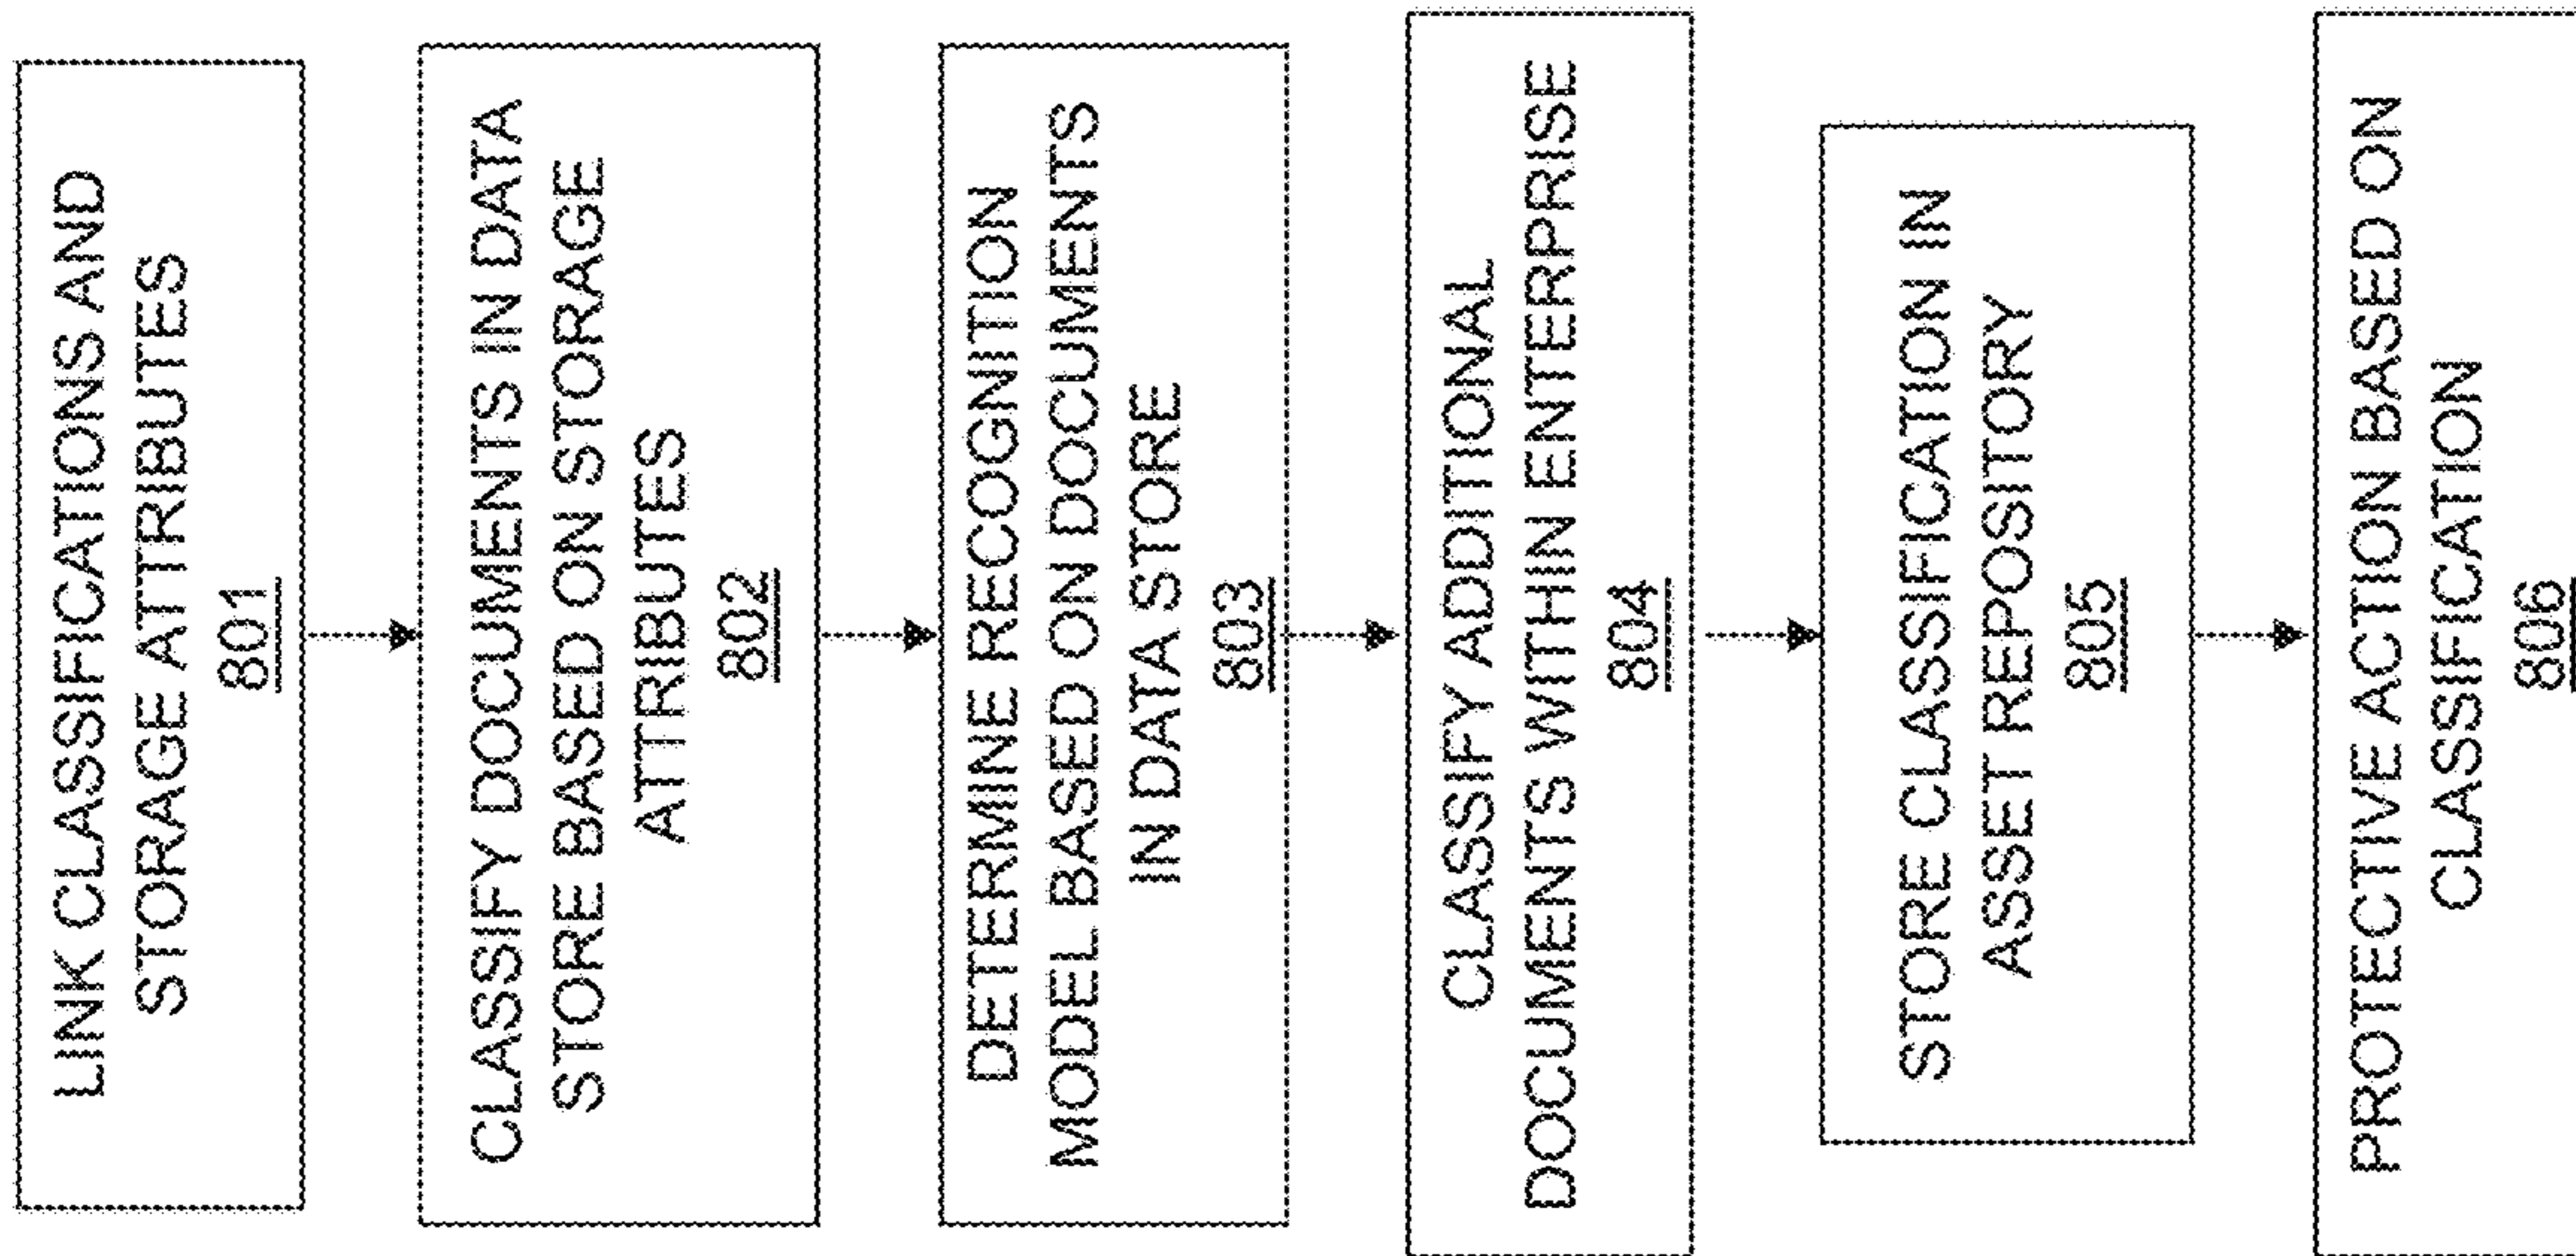 LINK CLASSIFICATIONS AND
STORAGE ATTRIBUTES
801
CLASSIFY DOCUMENTS IN DATA
STORE BASED ON STORAGE
ATTRIBUTES
802
DETERMINE RECOGNITION
MODEL BASED ON DOCUMENTS
IN DATA STORE
803
CLASSIFY ADDITIONAL
DOCUMENTS WITHIN ENTERPRISE
804
STORE CLASSIFICATION IN
ASSET REPOSITORY
805
PROTECTIVE ACTION BASED ON
CLASSIFICATION
806